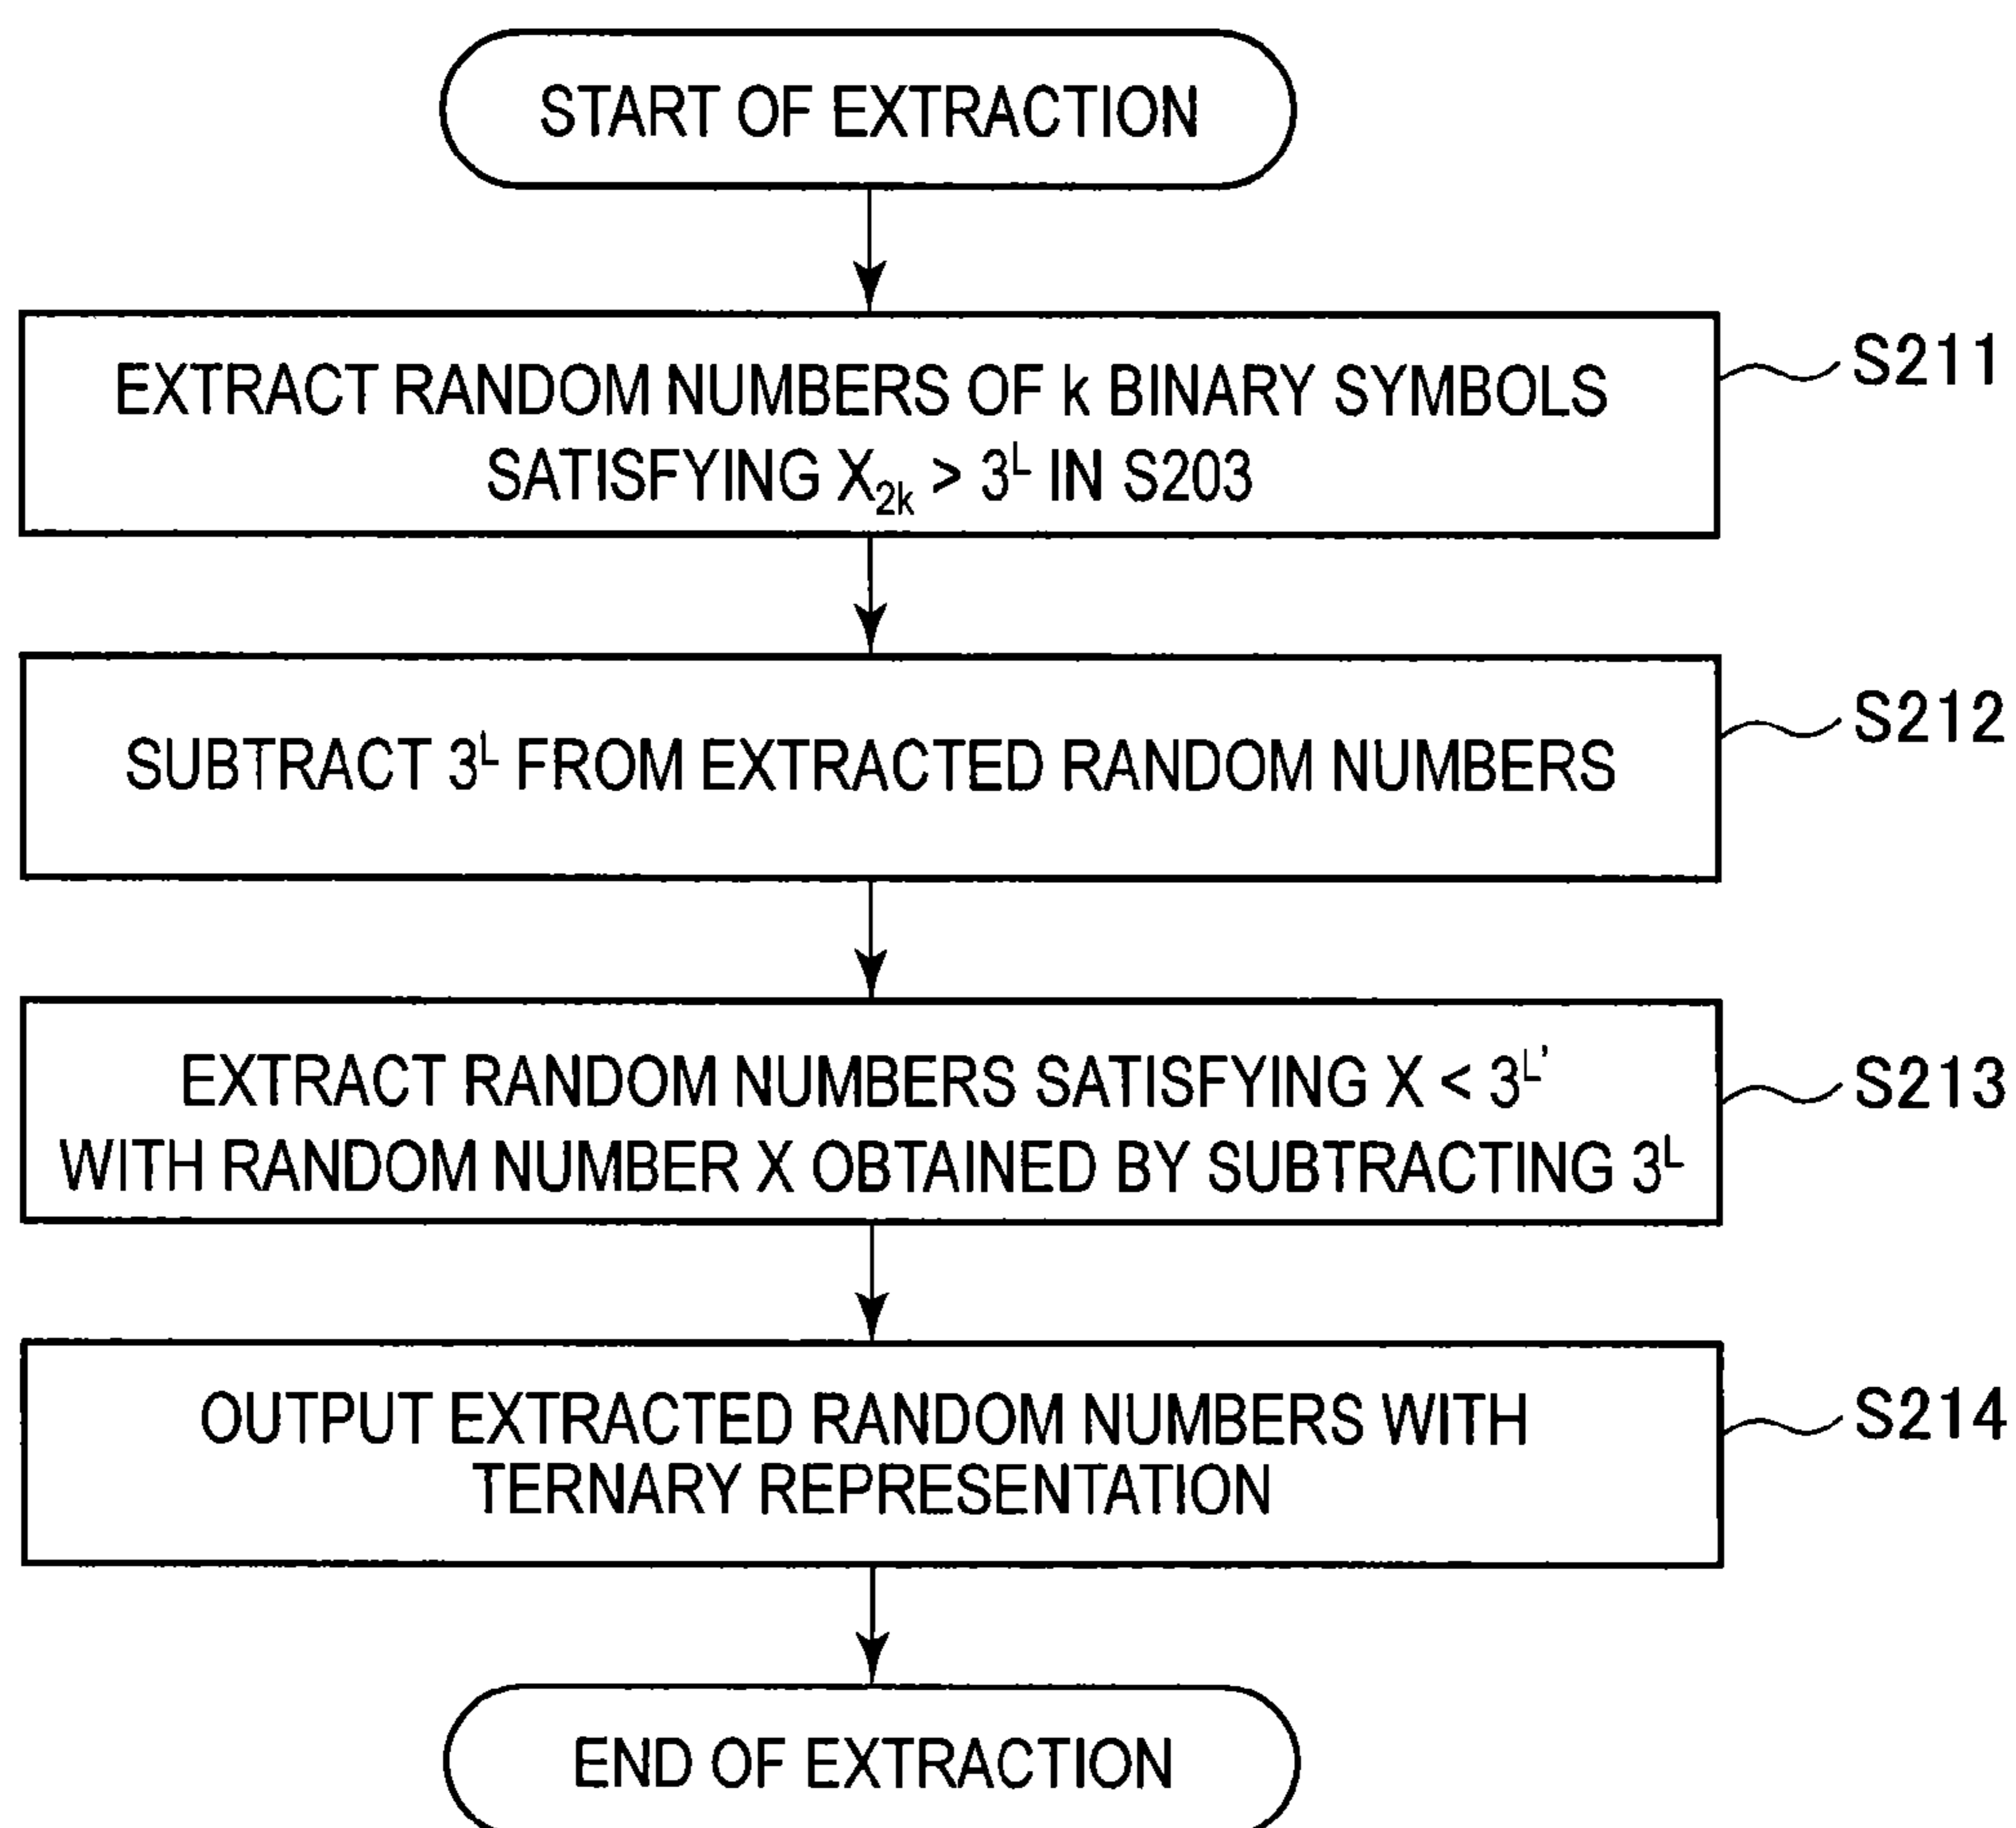 START OF EXTRACTION
EXTRACT RANDOM NUMBERS OF k BINARY SYMBOLS
SATISFYING X₂ₖ > 3ᴸ IN S203
S211
SUBTRACT 3ᴸ FROM EXTRACTED RANDOM NUMBERS
S212
EXTRACT RANDOM NUMBERS SATISFYING X < 3ᴸ'
WITH RANDOM NUMBER X OBTAINED BY SUBTRACTING 3ᴸ
S213
OUTPUT EXTRACTED RANDOM NUMBERS WITH
TERNARY REPRESENTATION
S214
END OF EXTRACTION